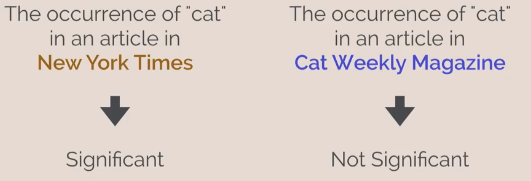 The occurrence of "cat"
in an article in
New York Times
Significant
The occurrence of "cat"
in an article in
Cat Weekly Magazine
Not Significant